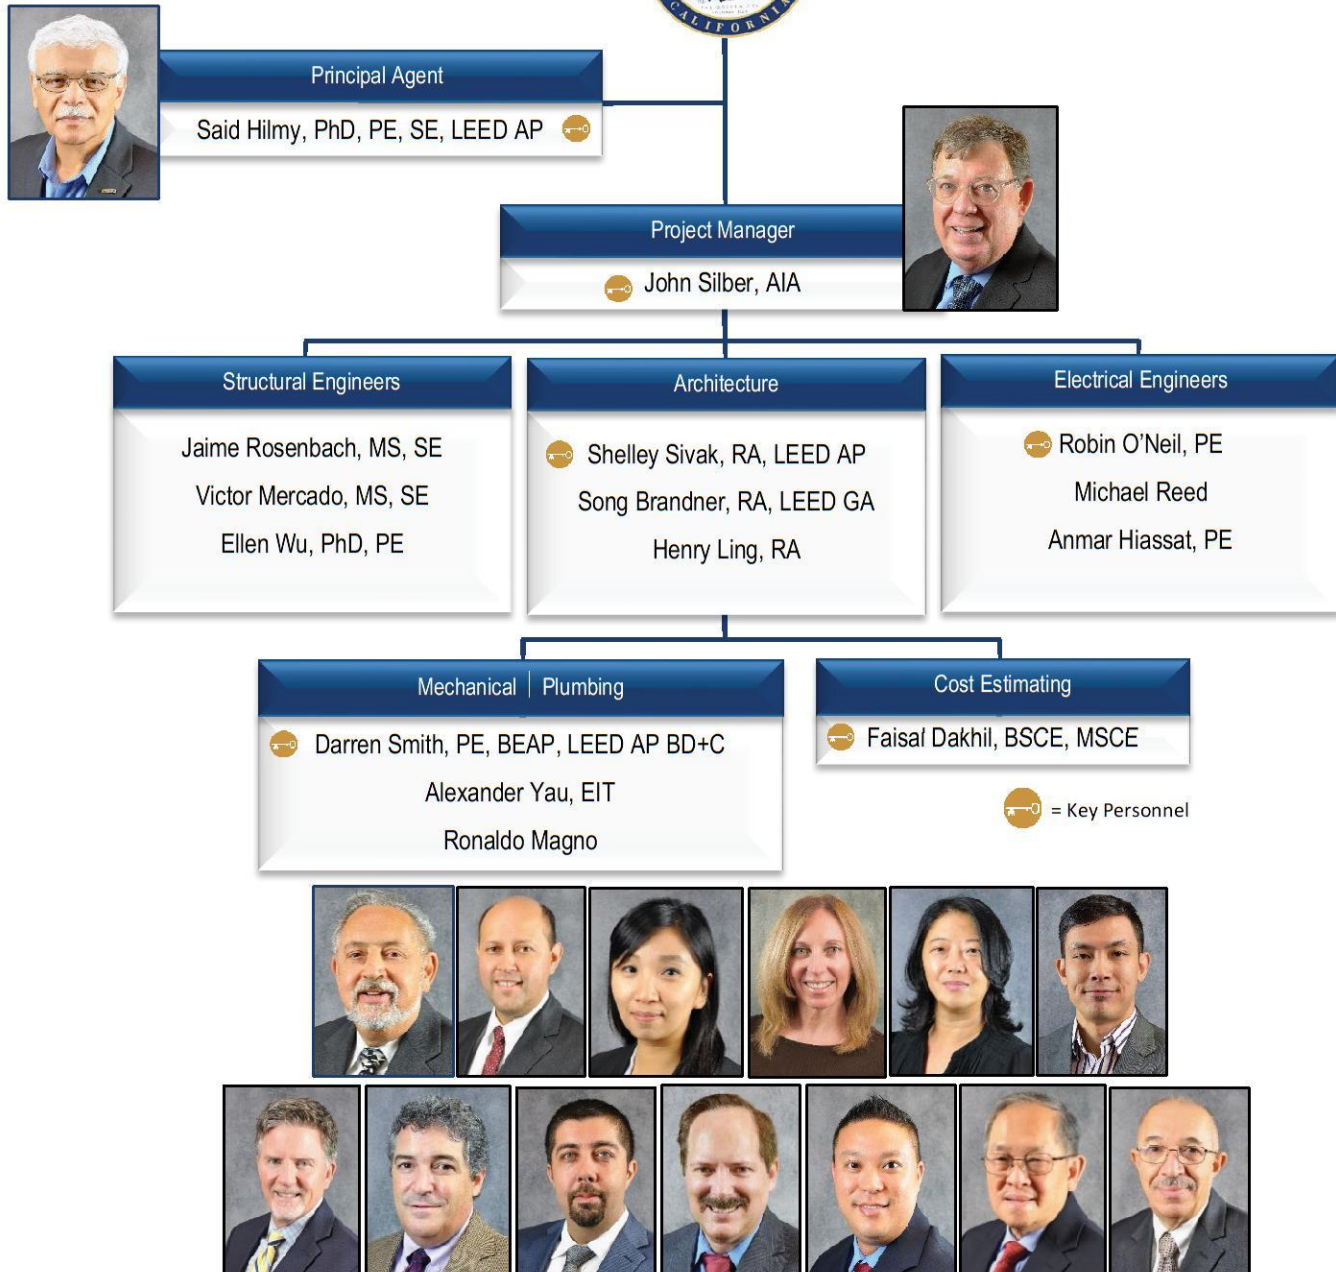 CALIFORNIA
Principal Agent
Said Hilmy, PhD, PE, SE, LEED AP
Project Manager
John Silber, AIA
Structural Engineers
Jaime Rosenbach, MS, SE
Victor Mercado, MS, SE
Ellen Wu, PhD, PE
Architecture
Shelley Sivak, RA, LEED AP
Song Brandner, RA, LEED GA
Henry Ling, RA
Electrical Engineers
Robin O’Neil, PE
Michael Reed
Anmar Hiassat, PE
Mechanical | Plumbing
Darren Smith, PE, BEAP, LEED AP BD+C
Alexander Yau, EIT
Ronaldo Magno
Cost Estimating
Faisal Dakhil, BSCE, MSCE
= Key Personnel